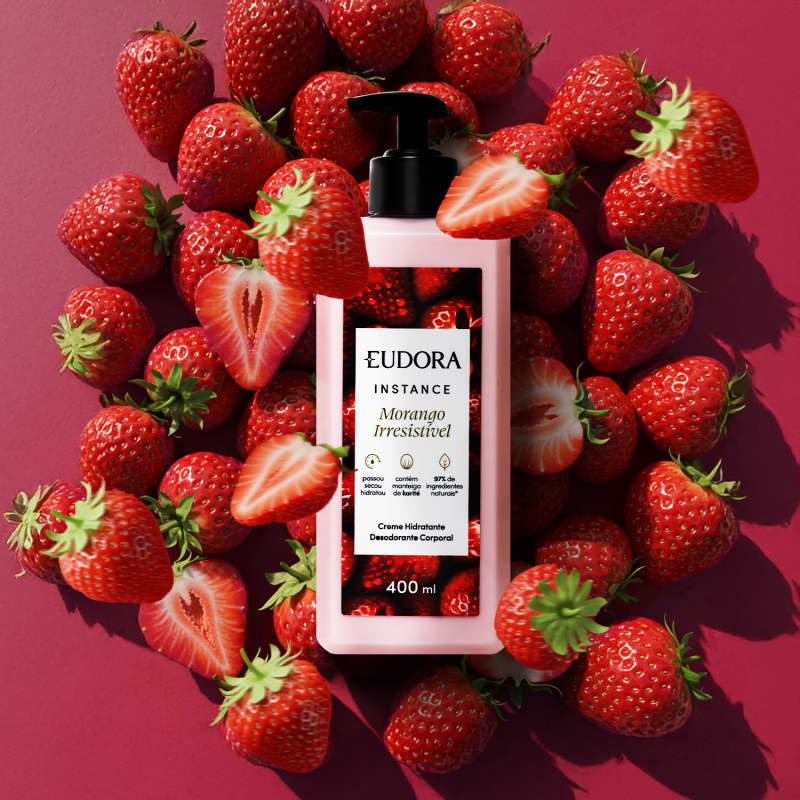 EUDORA
INSTANCE
Morango
Irresistível
passou
secou
hidratou
contém
manteiga
de karité
97% de
ingredientes
naturais*
Creme Hidratante
Desodorante Corporal
400 ml